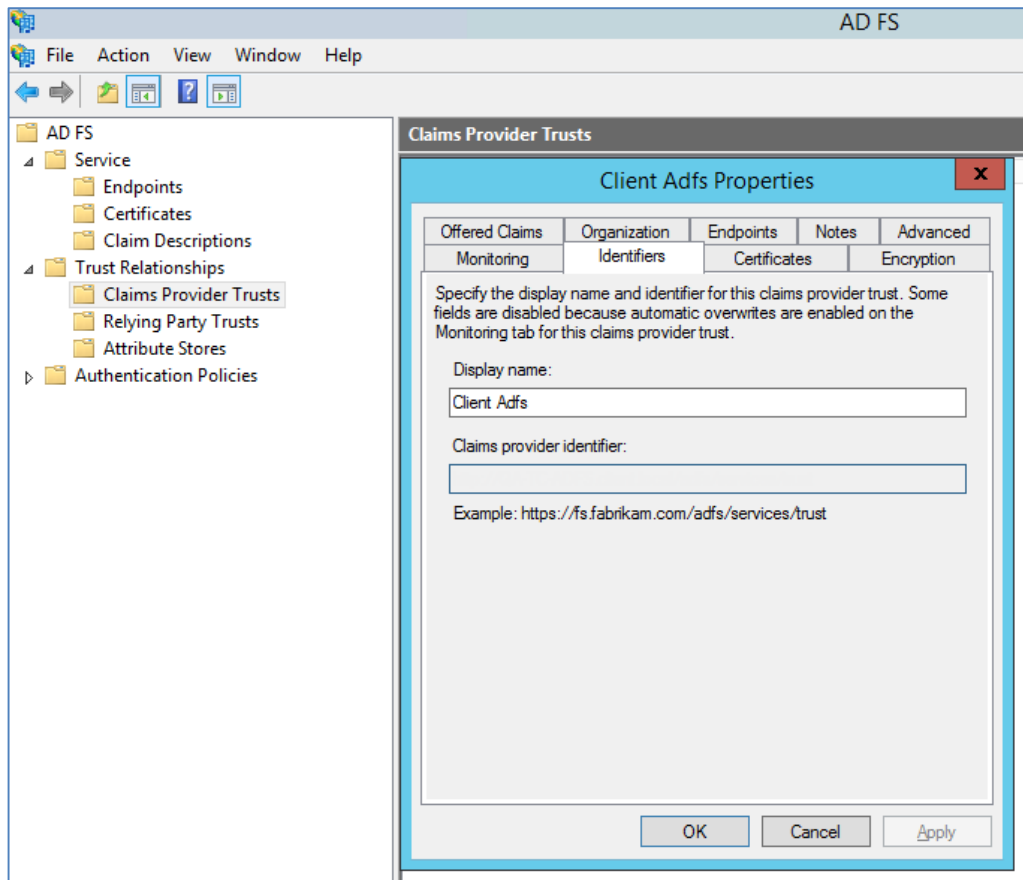 AD FS
File Action View Window Help
AD FS
Service
Endpoints
Certificates
Claim Descriptions
Trust Relationships
Claims Provider Trusts
Relying Party Trusts
Attribute Stores
Authentication Policies
Claims Provider Trusts
Client Adfs Properties
x
Offered Claims Organization Endpoints Notes Advanced
Monitoring Identifiers Certificates Encryption
Specify the display name and identifier for this claims provider trust. Some
fields are disabled because automatic overwrites are enabled on the
Monitoring tab for this claims provider trust.
Display name:
Client Adfs
Claims provider identifier:
Example: https://fs.fabrikam.com/adfs/services/trust
OK Cancel Apply